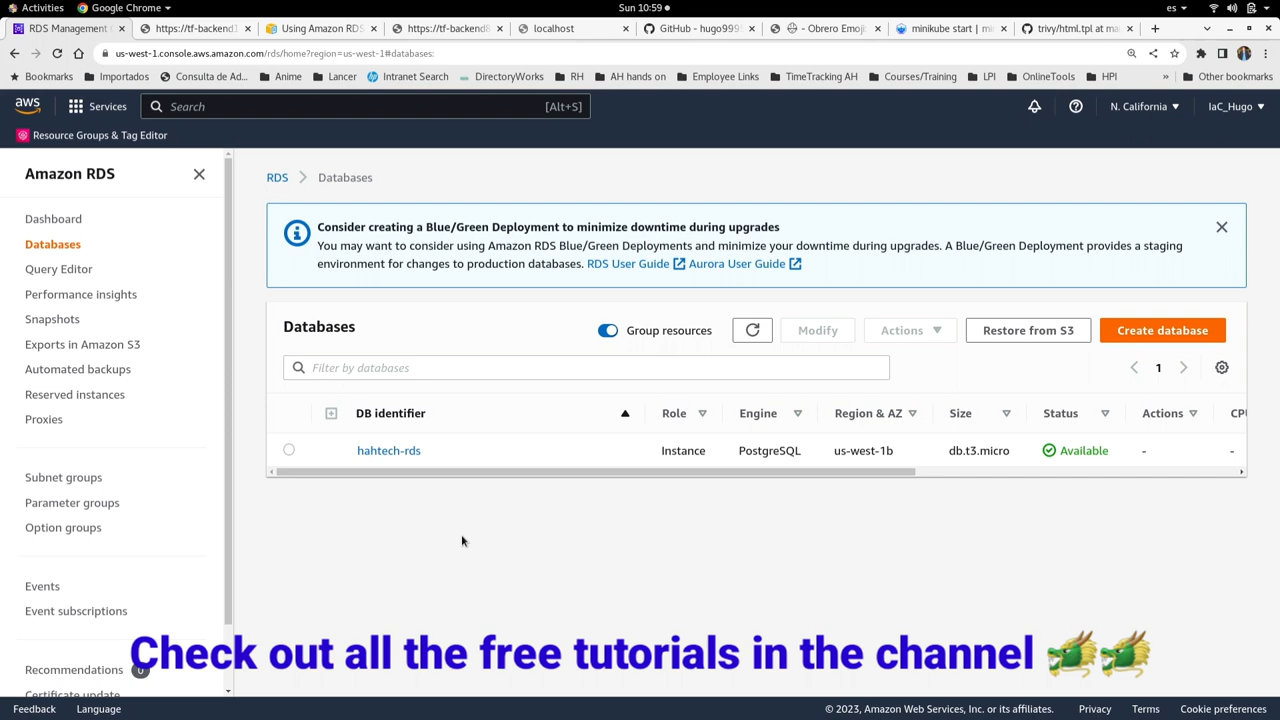 Activities
Google Chrome
Sun 10:59
es
RDS Management
https://tf-backend
Using Amazon RDS
https://tf-backend
localhost
GitHub - hugo999
- Obrero Emoji
minikube start | mi
trivy/html.tpl at ma
us-west-1.console.aws.amazon.com/rds/home?region=us-west-1#databases:
Bookmarks
Importados
Consulta de Ad...
Anime
Lancer
Intranet Search
DirectoryWorks
RH
AH hands on
Employee Links
TimeTracking AH
Courses/Training
LPI
OnlineTools
HPI
»
Other bookmarks
aws
Services
Search
[Alt+S]
N. California
IaC_Hugo
Resource Groups & Tag Editor
Amazon RDS
Dashboard
Databases
Query Editor
Performance insights
Snapshots
Exports in Amazon S3
Automated backups
Reserved instances
Proxies
Subnet groups
Parameter groups
Option groups
Events
Event subscriptions
Recommendations 0
Certificate update
RDS
Databases
Consider creating a Blue/Green Deployment to minimize downtime during upgrades
You may want to consider using Amazon RDS Blue/Green Deployments and minimize your downtime during upgrades. A Blue/Green Deployment provides a staging
environment for changes to production databases. RDS User Guide Aurora User Guide
Databases
Group resources
Modify
Actions
Restore from S3
Create database
Filter by databases
1
DB identifier
Role
Engine
Region & AZ
Size
Status
Actions
CPU
hahtech-rds
Instance
PostgreSQL
us-west-1b
db.t3.micro
Available
-
-
Check out all the free tutorials in the channel
Feedback
Language
© 2023, Amazon Web Services, Inc. or its affiliates.
Privacy
Terms
Cookie preferences